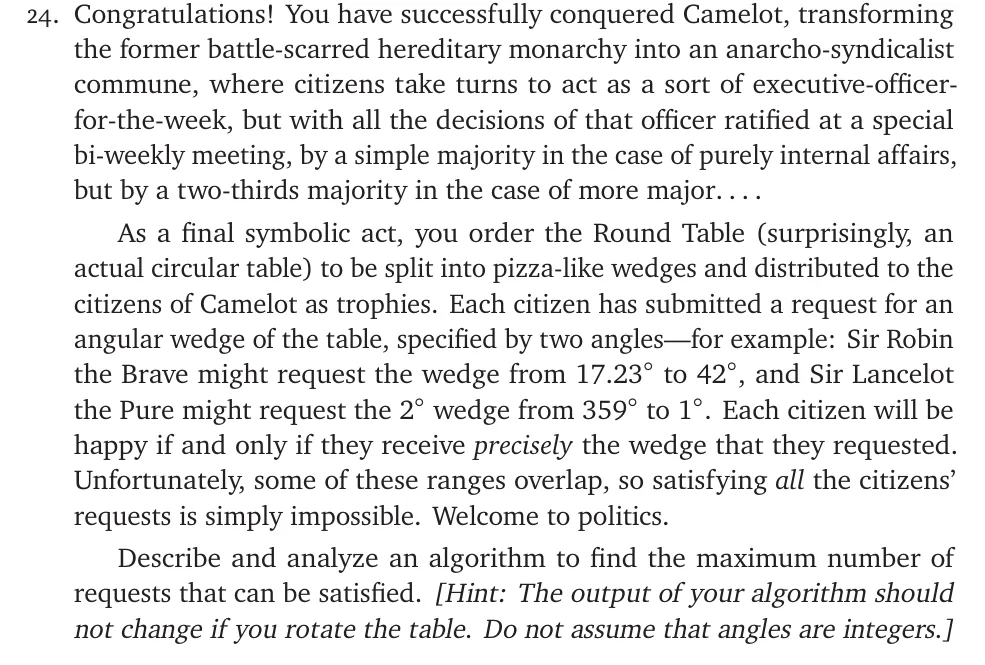 24. Congratulations! You have successfully conquered Camelot, transforming
the former battle-scarred hereditary monarchy into an anarcho-syndicalist
commune, where citizens take turns to act as a sort of executive-officer-
for-the-week, but with all the decisions of that officer ratified at a special
bi-weekly meeting, by a simple majority in the case of purely internal affairs,
but by a two-thirds majority in the case of more major. . . .
As a final symbolic act, you order the Round Table (surprisingly, an
actual circular table) to be split into pizza-like wedges and distributed to the
citizens of Camelot as trophies. Each citizen has submitted a request for an
angular wedge of the table, specified by two angles—for example: Sir Robin
the Brave might request the wedge from 17.23° to 42°, and Sir Lancelot
the Pure might request the 2° wedge from 359° to 1°. Each citizen will be
happy if and only if they receive precisely the wedge that they requested.
Unfortunately, some of these ranges overlap, so satisfying all the citizens’
requests is simply impossible. Welcome to politics.
Describe and analyze an algorithm to find the maximum number of
requests that can be satisfied. [Hint: The output of your algorithm should
not change if you rotate the table. Do not assume that angles are integers.]